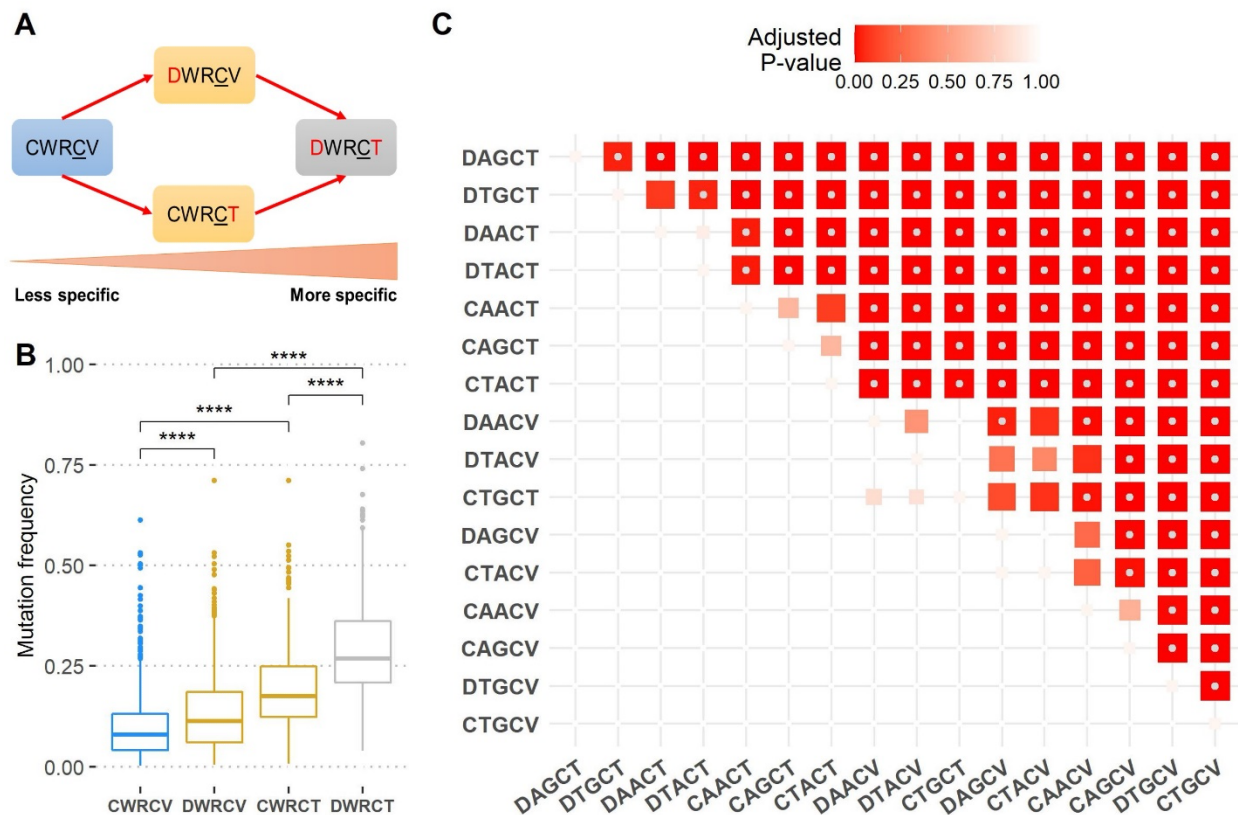 A
DWRCV
CWRCV
DWRCT
CWRCT
Less specific
More specific
B
Mutation frequency
1.00
0.75
0.50
0.25
0.00
****
****
****
****
CWRCV
DWRCV
CWRCT
DWRCT
C
Adjusted
P-value
0.00 0.25 0.50 0.75 1.00
DAGCT
DTGCT
DAACT
DTACT
CAACT
CAGCT
CTACT
DAACV
DTACV
CTGCT
DAGCV
CTACV
CAACV
CAGCV
DTGCV
CTGCV
DAGCT
DTGCT
DAACT
DTACT
CAACT
CAGCT
CTACT
DAACV
DTACV
CTGCT
DAGCV
CTACV
CAACV
CAGCV
DTGCV
CTGCV